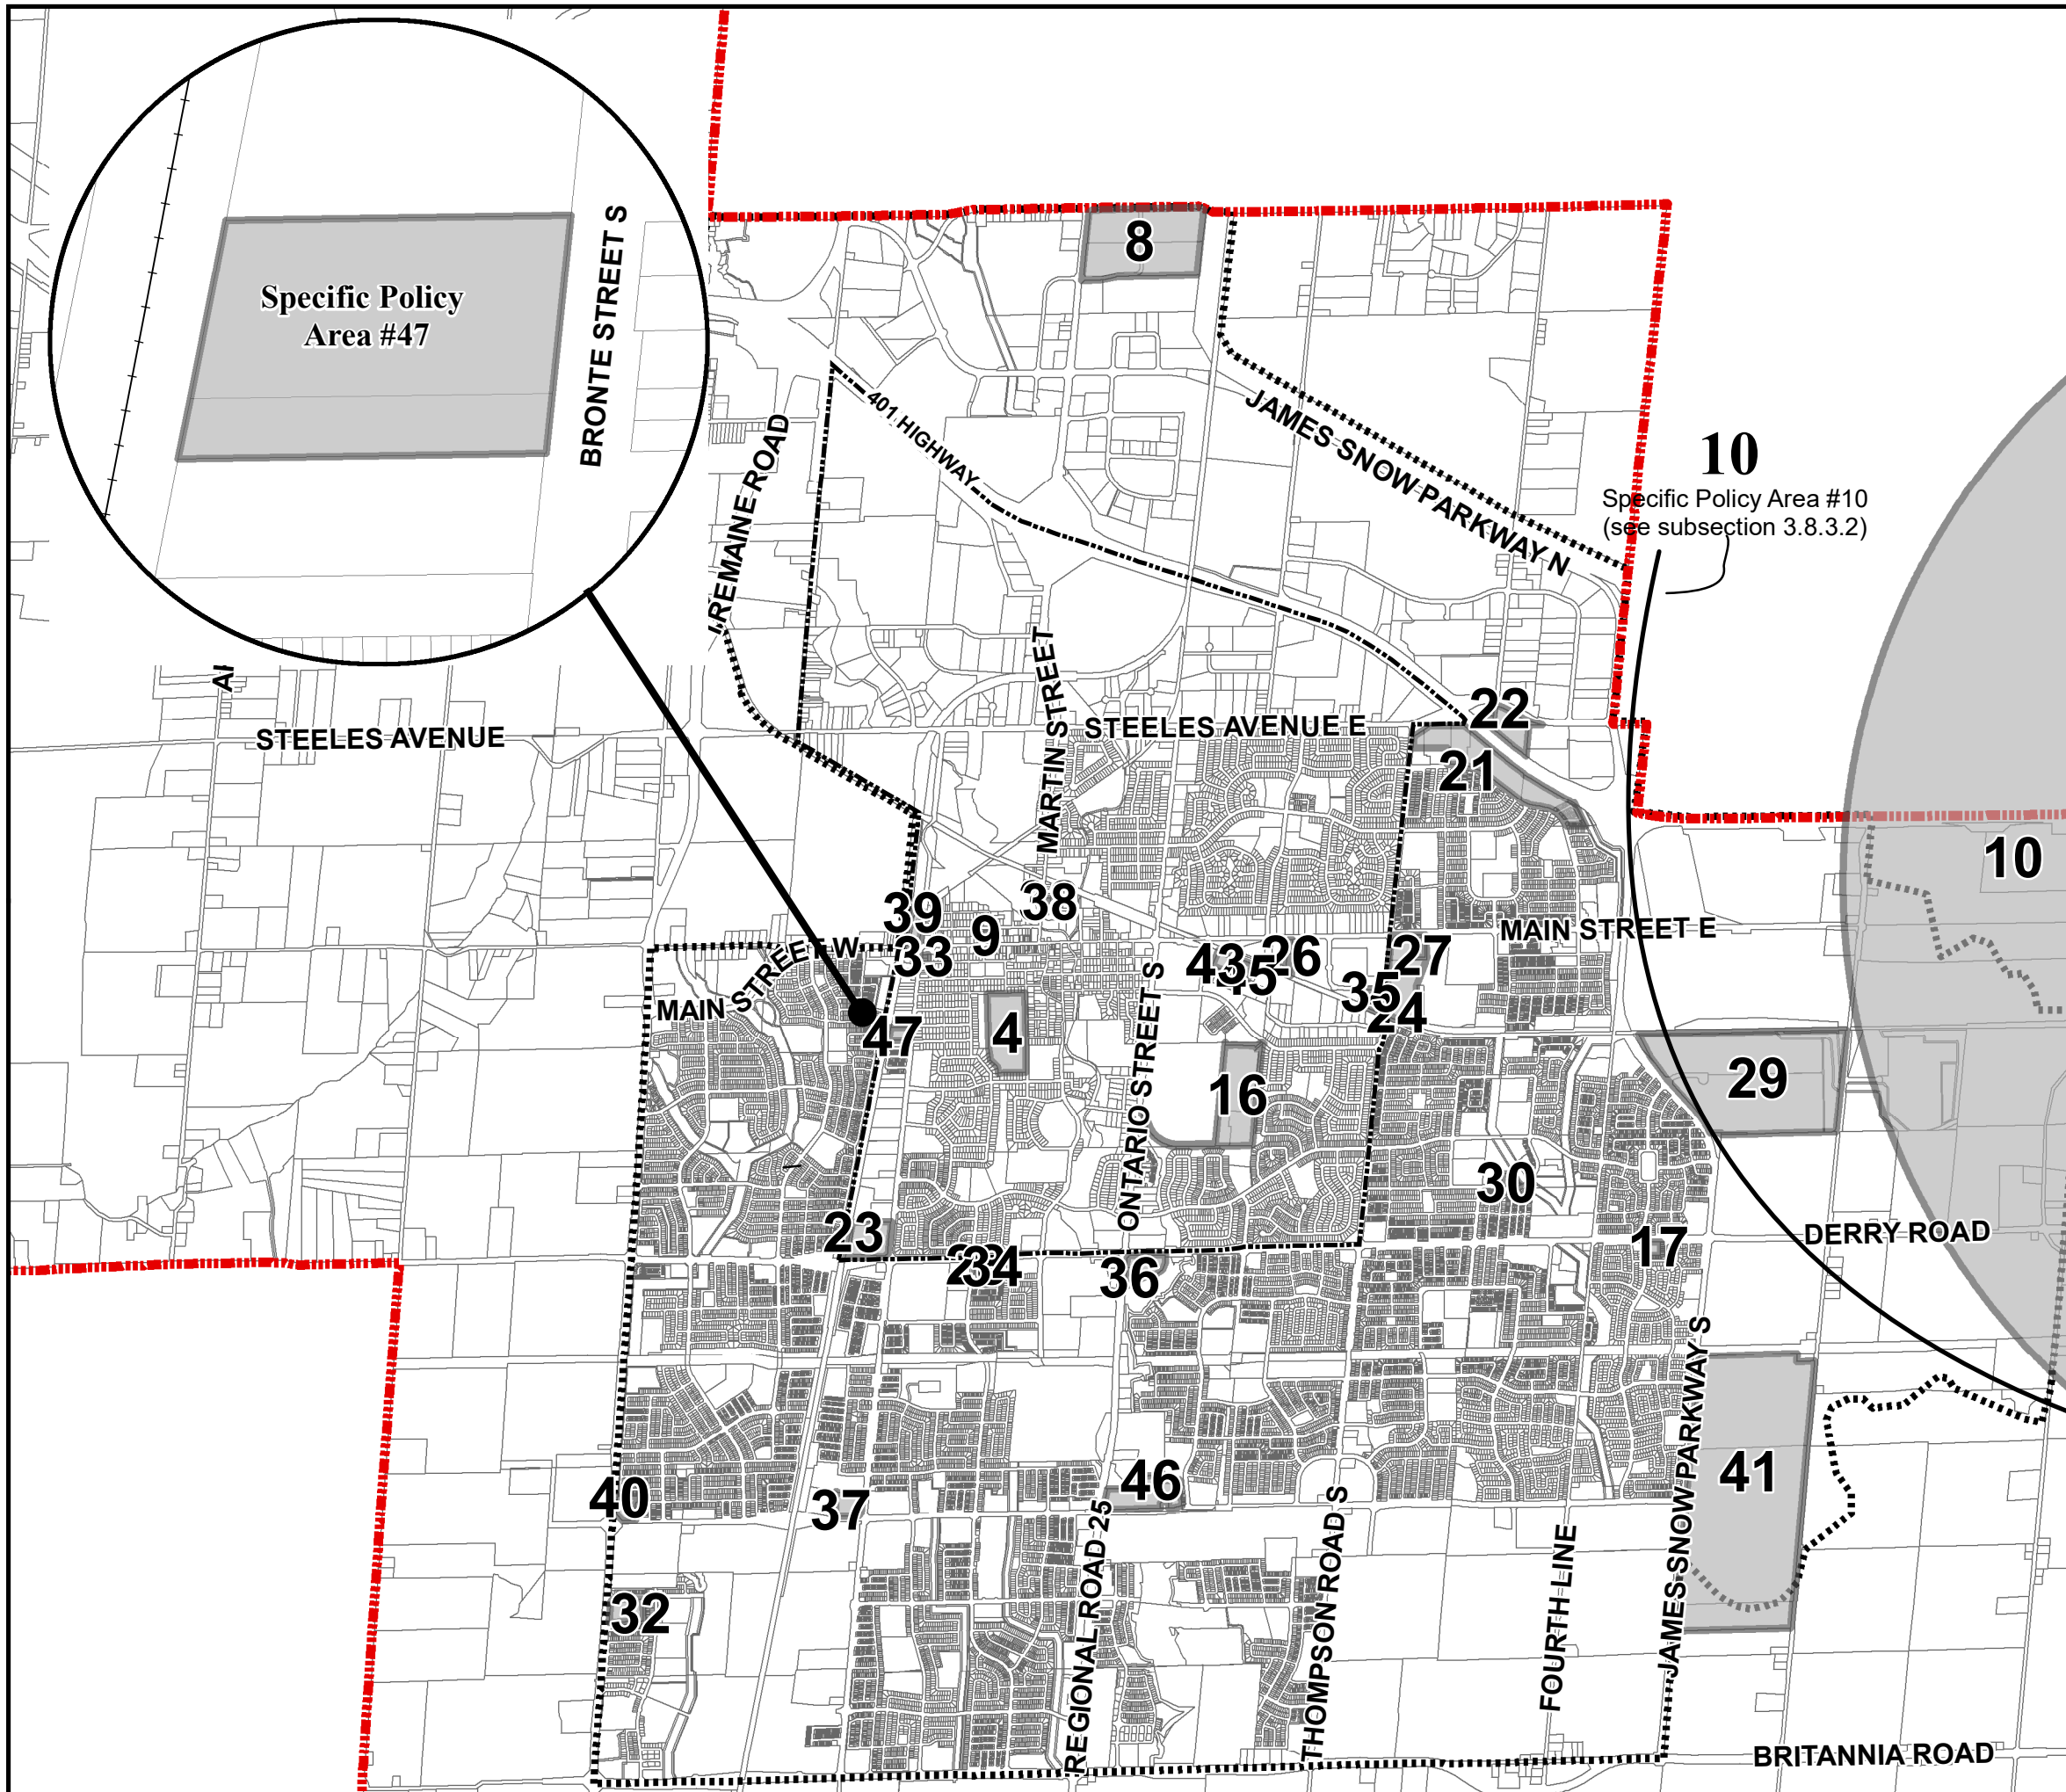 Specific Policy
Area #47
BRONTE STREET S
8
401 HIGHWAY
JAMES SNOW PARKWAY N
10
Specific Policy Area #10
(see subsection 3.8.3.2)
MARTIN STREET
STEELES AVENUE
STEELES AVENUE E
22
21
10
39
38
9
33
MAIN STREET W
MAIN STREET E
43
26
27
35
24
47
4
16
29
ONTARIO STREET S
30
23
34
36
17
DERRY ROAD
40
37
46
41
JAMES SNOW PARKWAY S
32
REGIONAL ROAD 25
THOMPSON ROAD S
FOURTH LINE
BRITANNIA ROAD